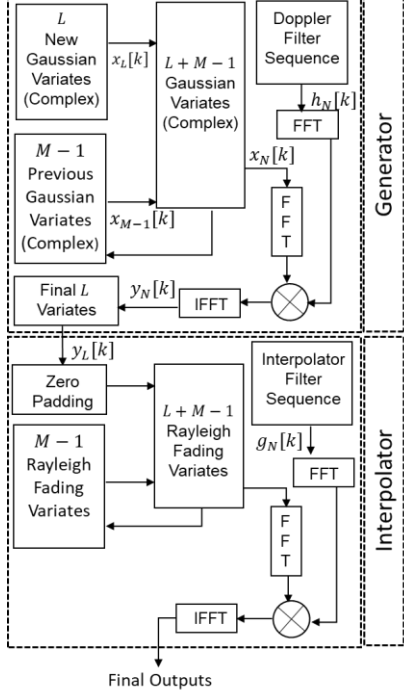 L
New
Gaussian
Variates
(Complex)
x_L[k]
L + M − 1
Gaussian
Variates
(Complex)
Doppler
Filter
Sequence
h_N[k]
FFT
M − 1
Previous
Gaussian
Variates
(Complex)
x_{M−1}[k]
x_N[k]
F
F
T
Final L
Variates
y_N[k]
IFFT
Generator
y_L[k]
Zero
Padding
L + M − 1
Rayleigh
Fading
Variates
Interpolator
Filter
Sequence
g_N[k]
FFT
M − 1
Rayleigh
Fading
Variates
F
F
T
IFFT
Interpolator
Final Outputs